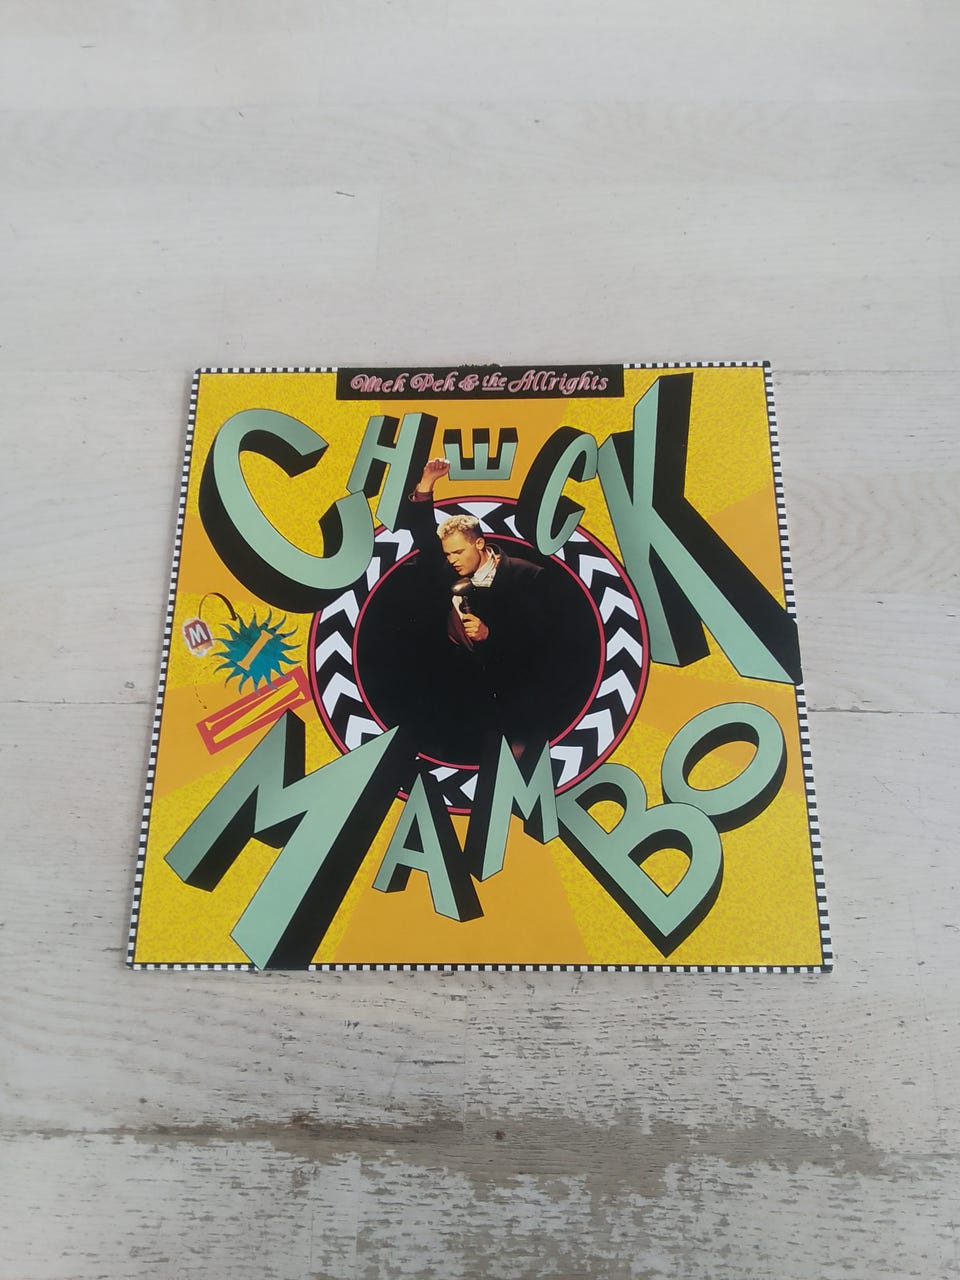 Mek Pek & the Allrights
CHECK
M
I
N
MAMBO